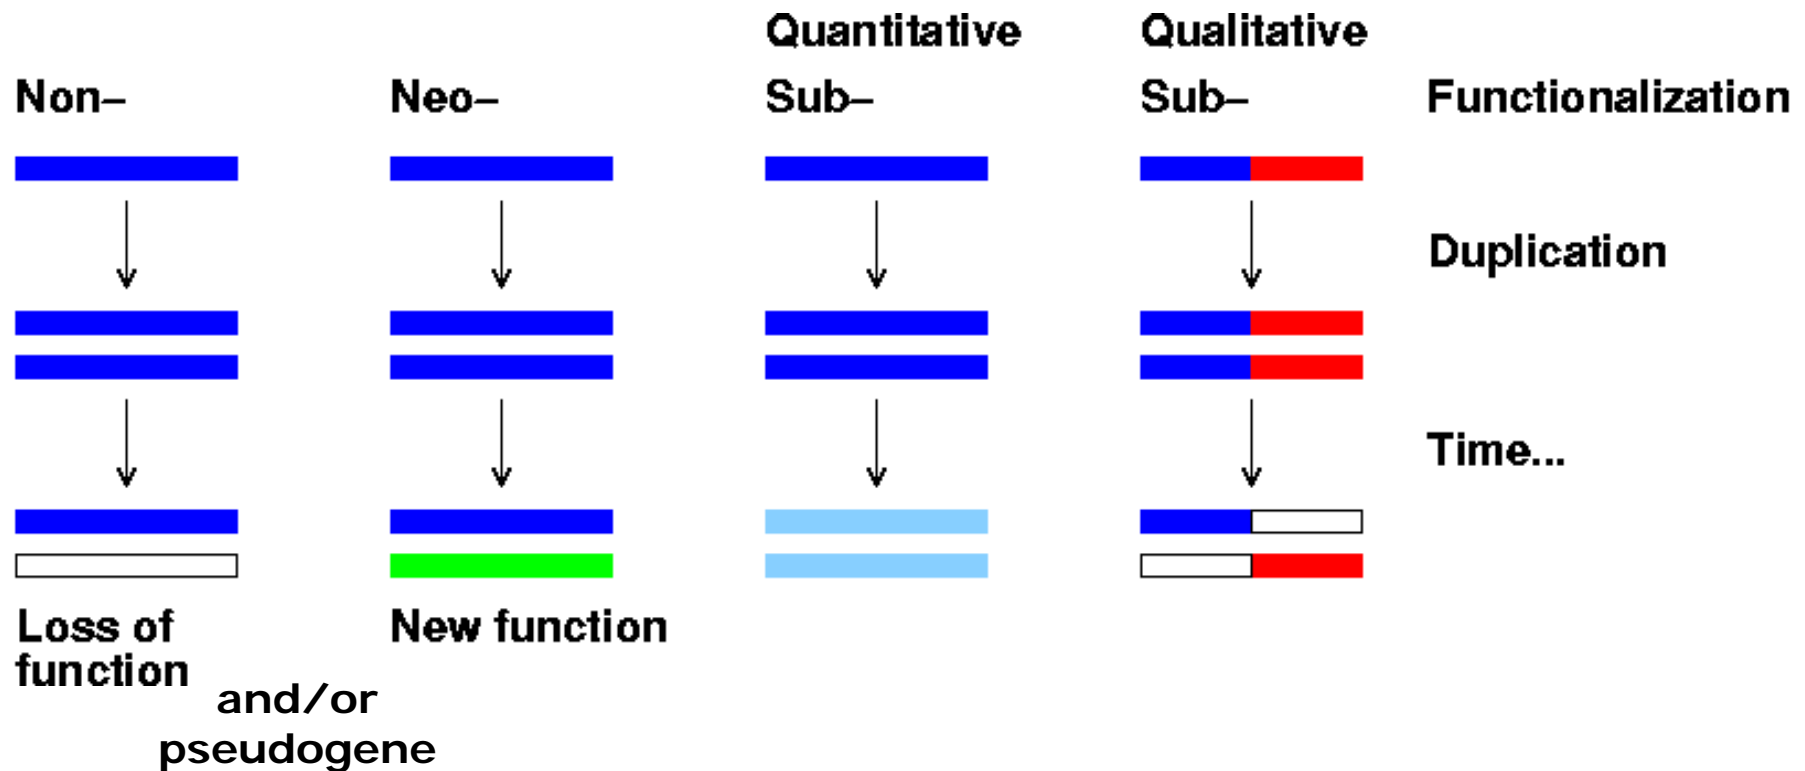 Quantitative Qualitative
Non– Neo– Sub– Sub– Functionalization
Duplication
Time...
Loss of New function
function
and/or
pseudogene